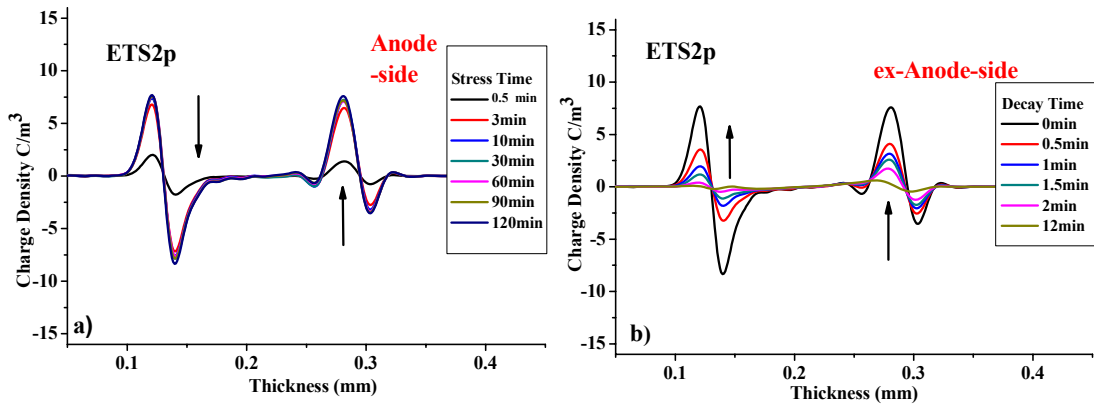 ETS2p
Anode
-side
Stress Time
0.5 min
3min
10min
30min
60min
90min
120min
15
10
5
0
-5
-10
-15
Charge Density C/m³
a)
0.1
0.2
0.3
0.4
Thickness (mm)
ETS2p
ex-Anode-side
Decay Time
0min
0.5min
1min
1.5min
2min
12min
15
10
5
0
-5
-10
-15
Charge Density C/m³
b)
0.1
0.2
0.3
0.4
Thickness (mm)